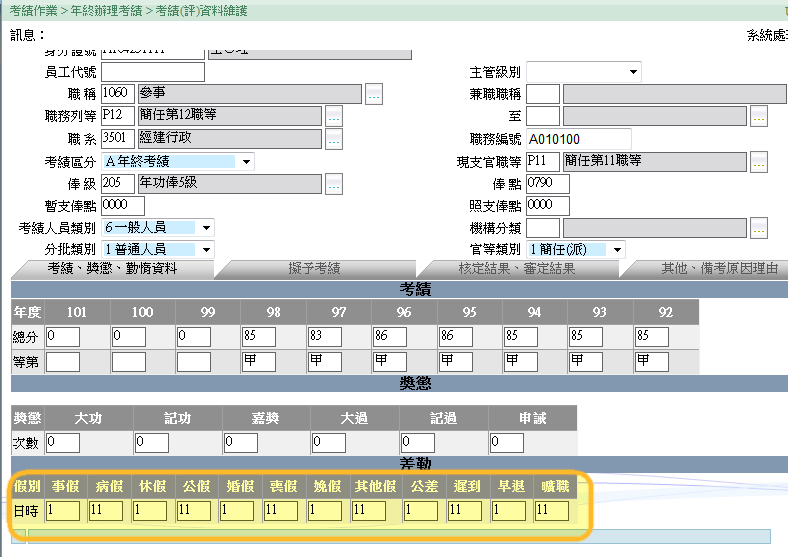 考績作業 > 年終辦理考績 > 考績(評)資料維護
訊息：
員工代號 主管級別
職稱 1060 參事 ... 兼職職稱 ...
職務列等 P12 簡任第12職等 ... 至 ...
職系 3501 經建行政 ... 職務編號 A010100
考績區分 A 年終考績 現支官職等 P11 簡任第11職等 ...
俸級 205 年功俸5級 ... 俸點 0790
暫支俸點 0000 照支俸點 0000
考績人員類別 6 一般人員 機構分類 ...
分批類別 1 普通人員 官等類別 1 簡任(派)
考績、獎懲、勤惰資料 擬予考績 核定結果、審定結果 其他、備考原因理由
考績
年度 101 100 99 98 97 96 95 94 93 92
總分 0 0 0 85 83 86 86 85 85 85
等第 甲 甲 甲 甲 甲 甲 甲
獎懲
獎懲 大功 記功 嘉獎 大過 記過 申誡
次數 0 0 0 0 0 0
差勤
假別 事假 病假 休假 公假 婚假 喪假 娩假 其他假 公差 遲到 早退 曠職
日時 1 11 1 11 1 11 1 11 1 11 1 11